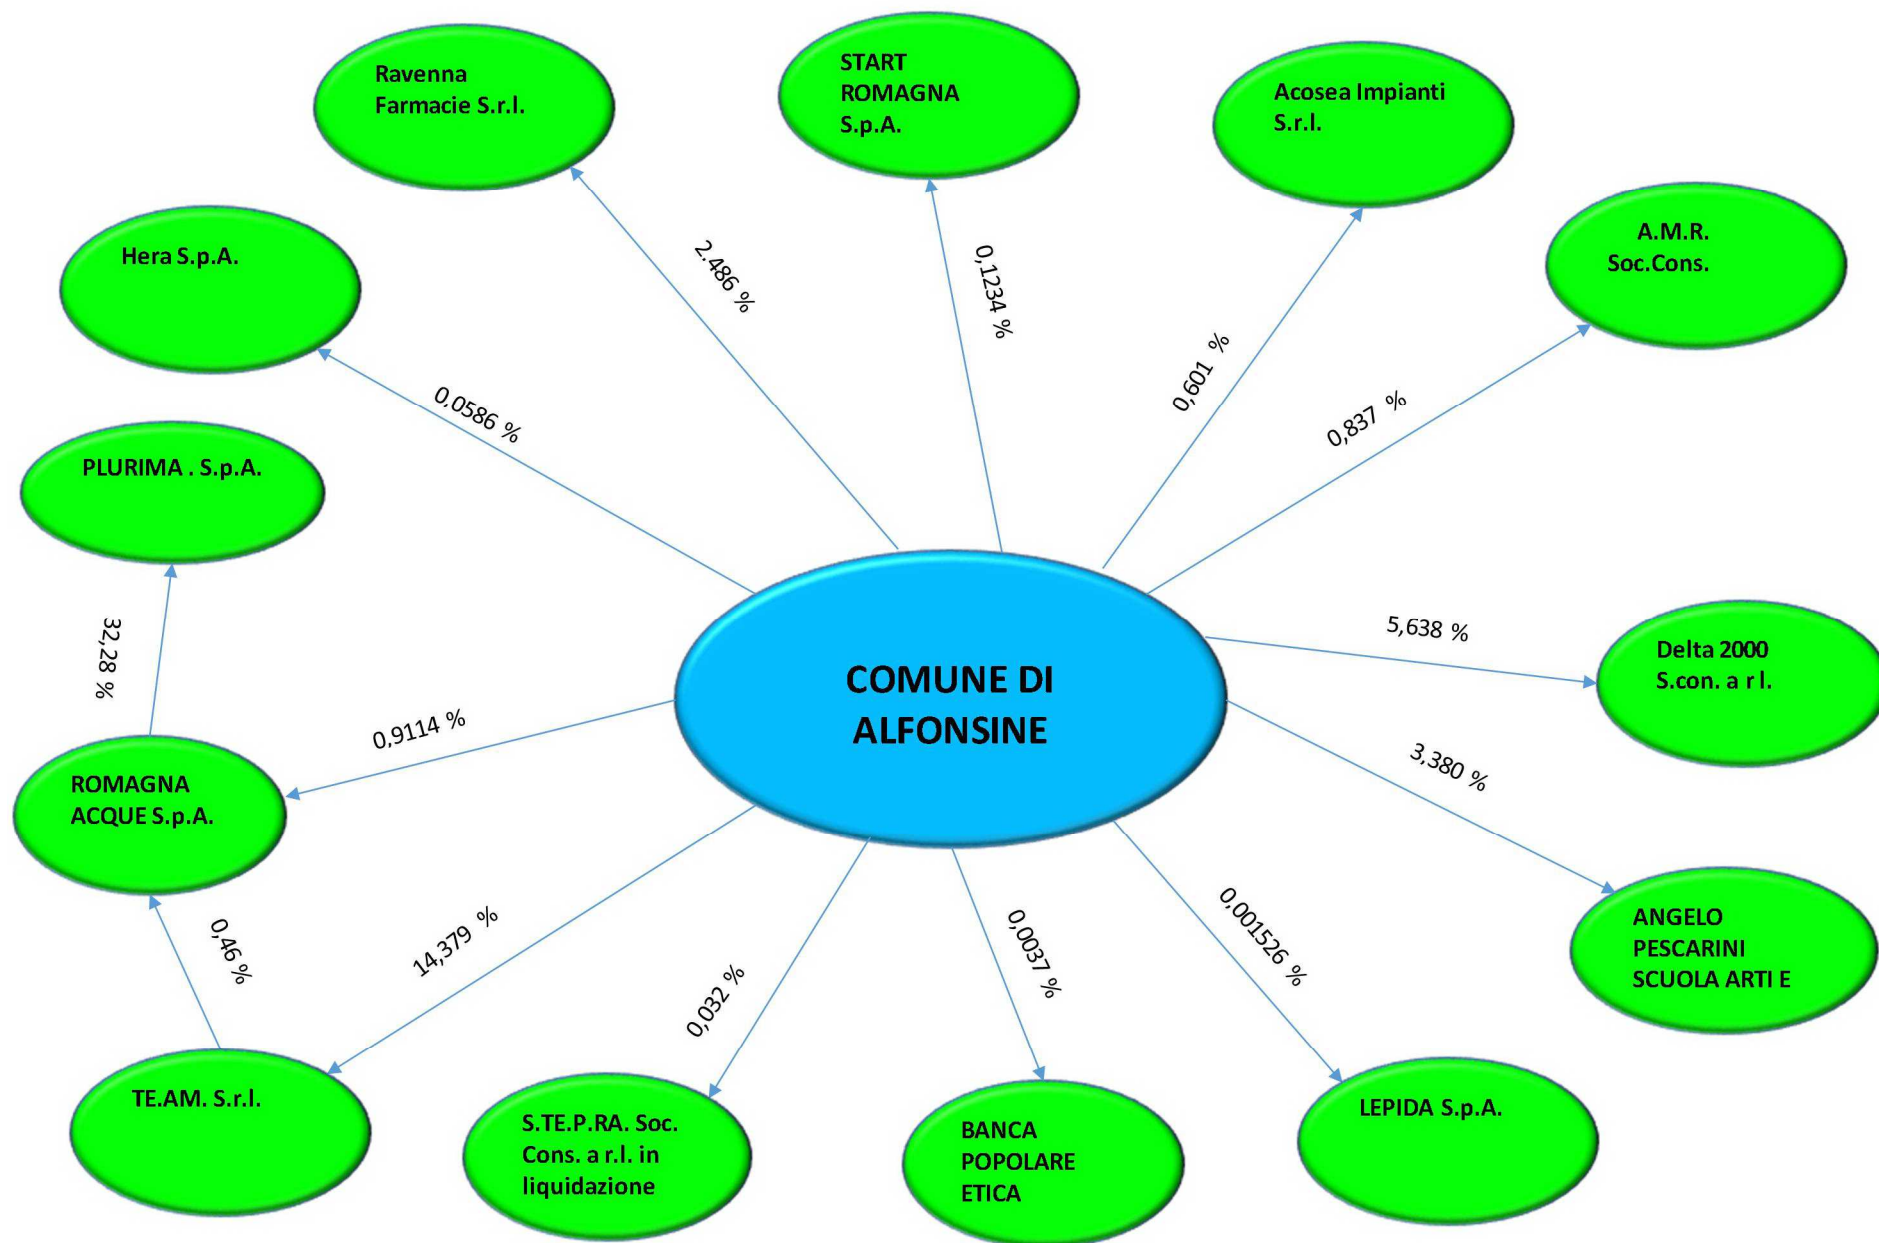 Ravenna
Farmacie S.r.l.
START
ROMAGNA
S.p.A.
Acosea Impianti
S.r.l.
A.M.R.
Soc.Cons.
Hera S.p.A.
2.486 %
0,1234 %
0,601 %
0,837 %
0,0586 %
PLURIMA . S.p.A.
32,28 %
5,638 %
Delta 2000
S.con. a r l.
COMUNE DI
ALFONSINE
0,9114 %
3,380 %
ROMAGNA
ACQUE S.p.A.
ANGELO
PESCARINI
SCUOLA ARTI E
0,46 %
14,379 %
0,032 %
0,0037 %
0,001526 %
TE.AM. S.r.l.
S.TE.P.RA. Soc.
Cons. a r.l. in
liquidazione
BANCA
POPOLARE
ETICA
LEPIDA S.p.A.